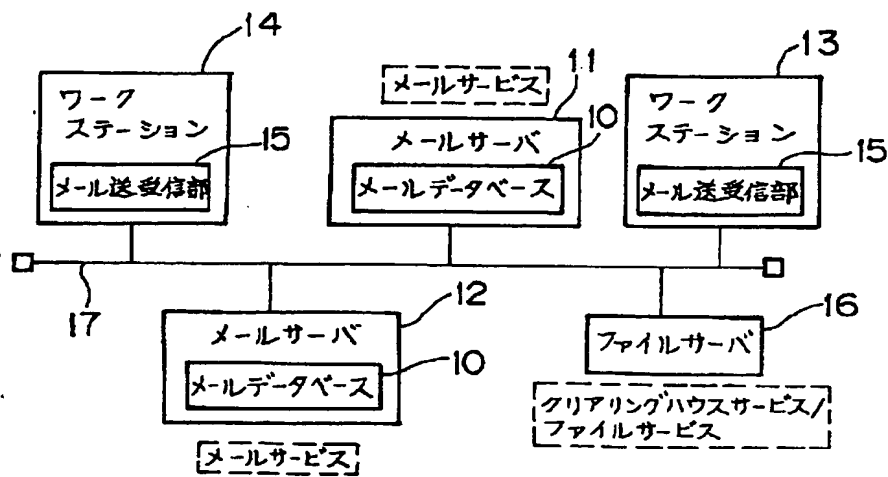 14
ワーク
ステーション
15
メール送受信部
メールサービス
11
メールサーバ
10
メールデータベース
13
ワーク
ステーション
15
メール送受信部
17
12
メールサーバ
10
メールデータベース
メールサービス
16
ファイルサーバ
クリアリングハウスサービス/
ファイルサービス